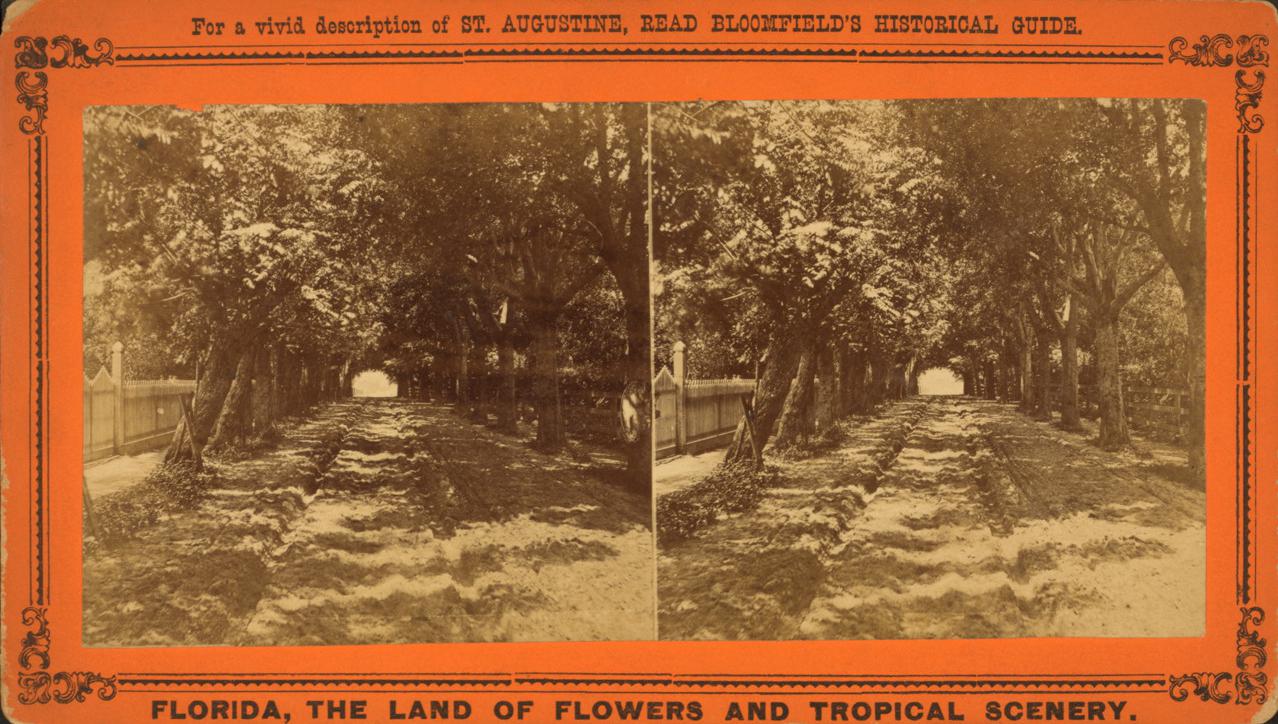 For a vivid description of ST. AUGUSTINE, READ BLOOMFIELD'S HISTORICAL GUIDE.
FLORIDA, THE LAND OF FLOWERS AND TROPICAL SCENERY.